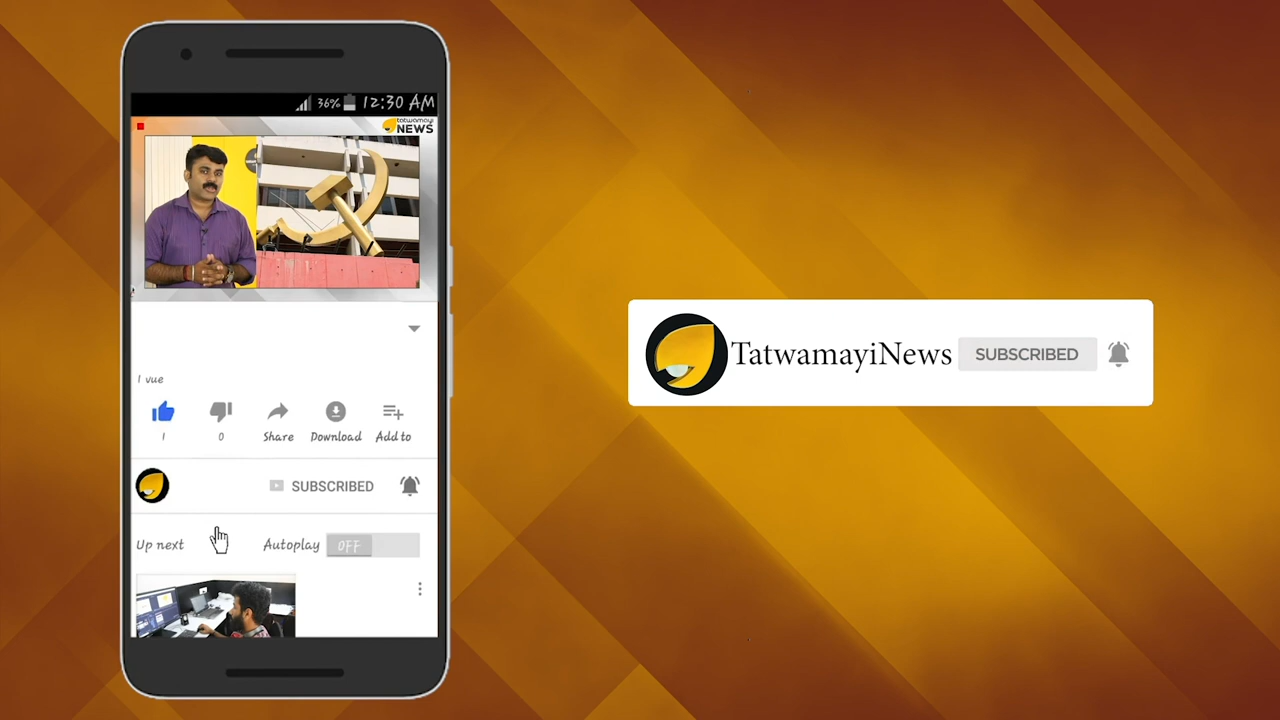 36% 12:30 AM
tatwamayi
NEWS
1 vue
1 0 Share Download Add to
SUBSCRIBED
Up next Autoplay OFF
TatwamayiNews SUBSCRIBED